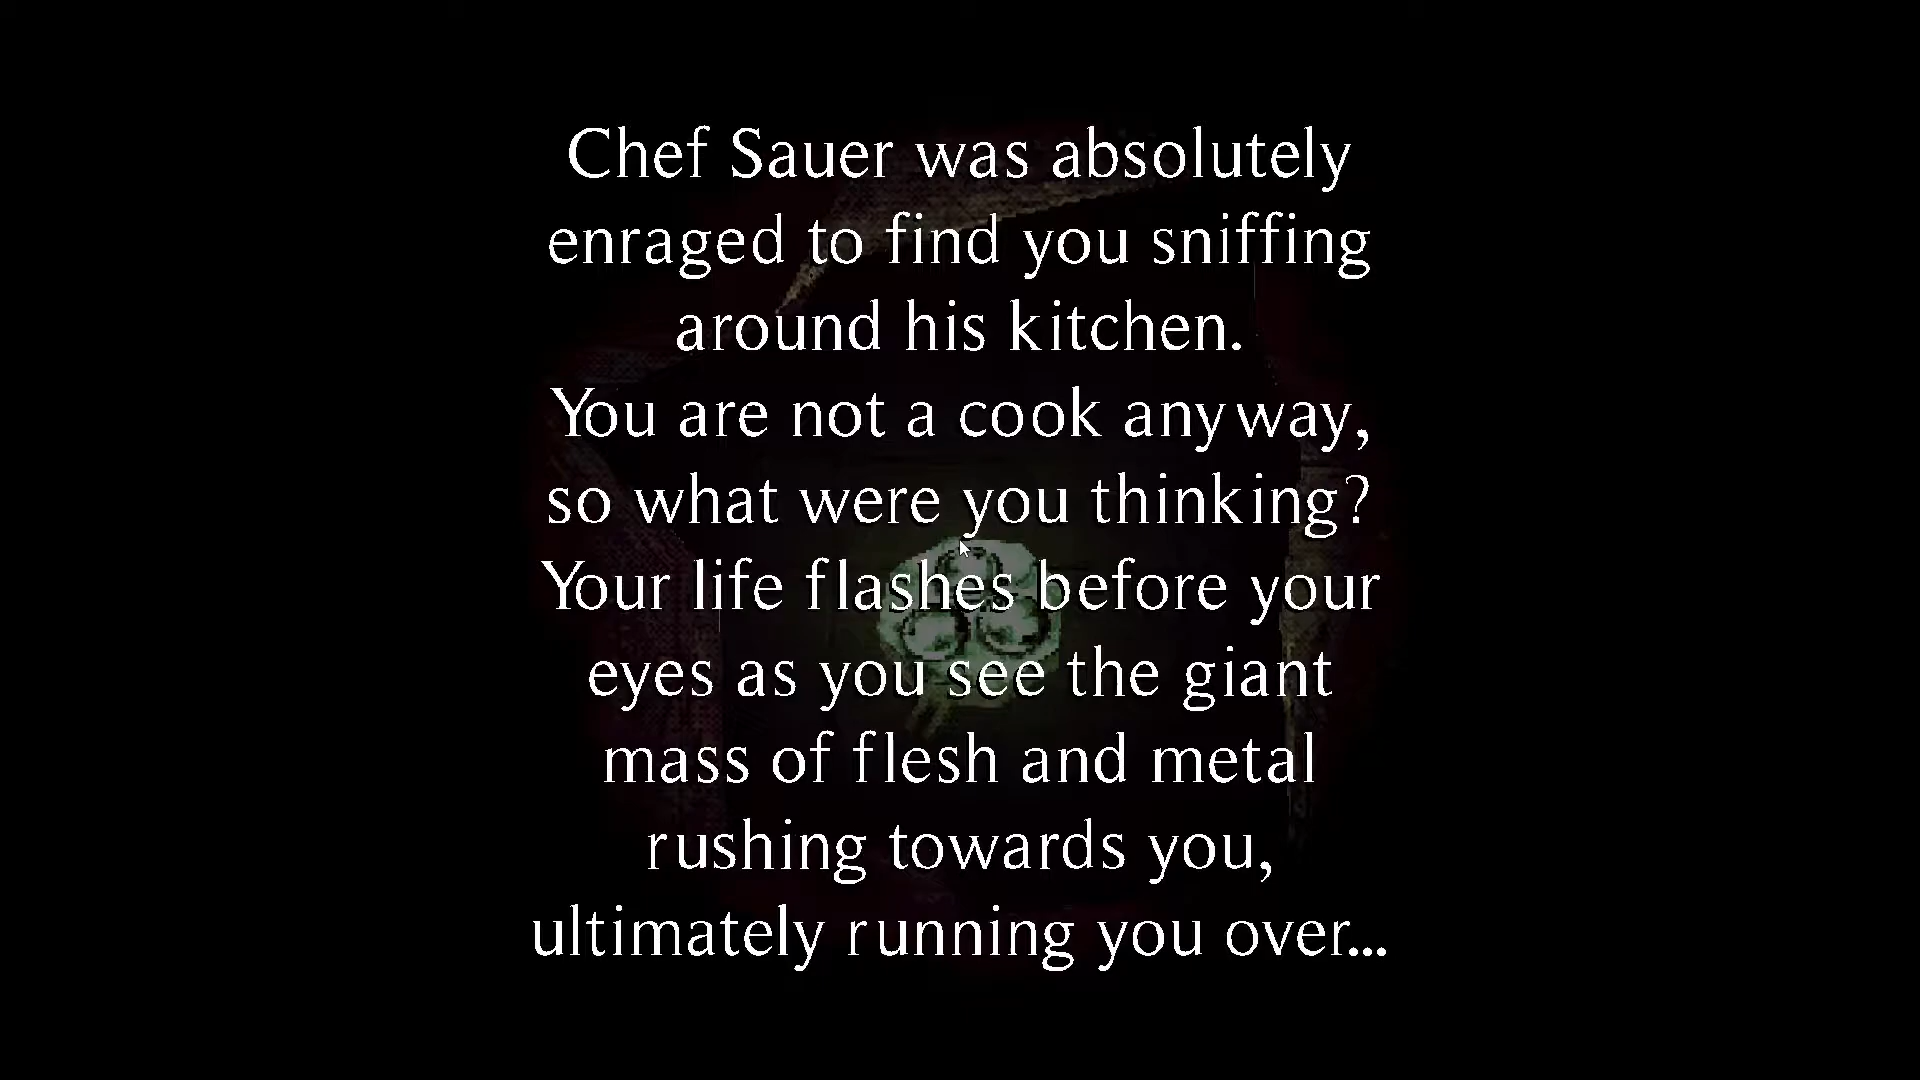 Chef Sauer was absolutely
enraged to find you sniffing
around his kitchen.
You are not a cook anyway,
so what were you thinking?
Your life flashes before your
eyes as you see the giant
mass of flesh and metal
rushing towards you,
ultimately running you over...